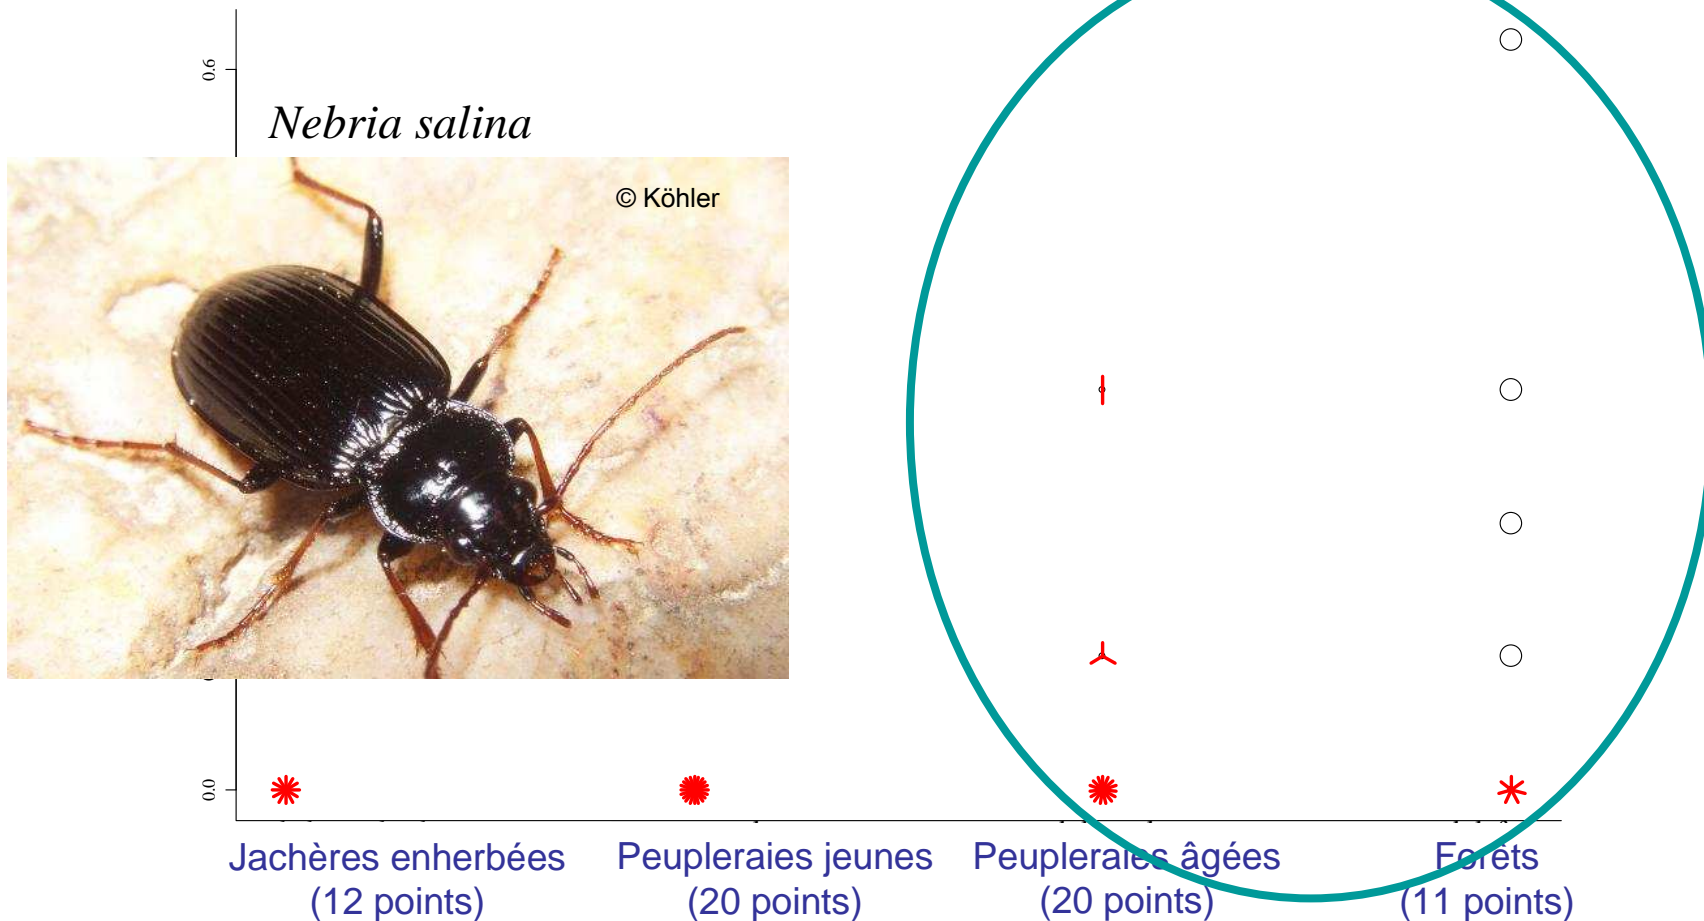 0.6
Nebria salina
© Köhler
0.0
Jachères enherbées
(12 points)
Peupleraies jeunes
(20 points)
Peupleraies âgées
(20 points)
Forêts
(11 points)